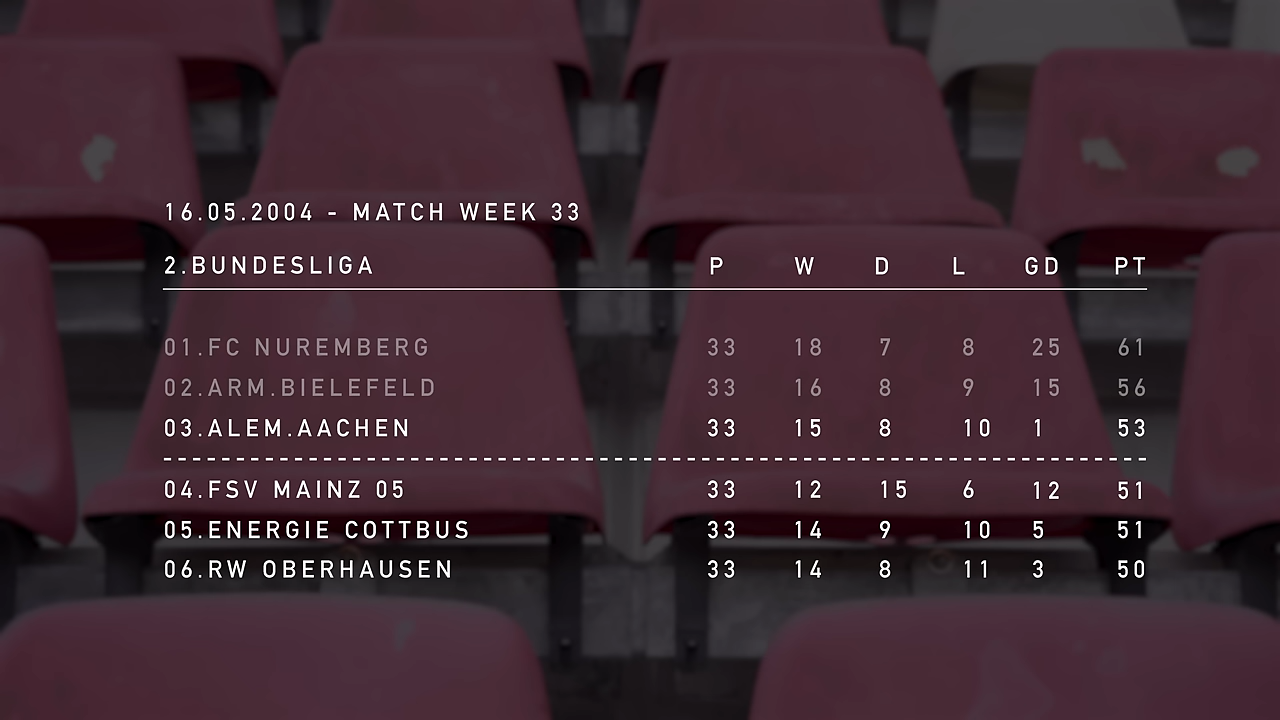 16.05.2004 - MATCH WEEK 33
2.BUNDESLIGA P W D L GD PT
01.FC NUREMBERG 33 18 7 8 25 61
02.ARM.BIELEFELD 33 16 8 9 15 56
03.ALEM.AACHEN 33 15 8 10 1 53
04.FSV MAINZ 05 33 12 15 6 12 51
05.ENERGIE COTTBUS 33 14 9 10 5 51
06.RW OBERHAUSEN 33 14 8 11 3 50